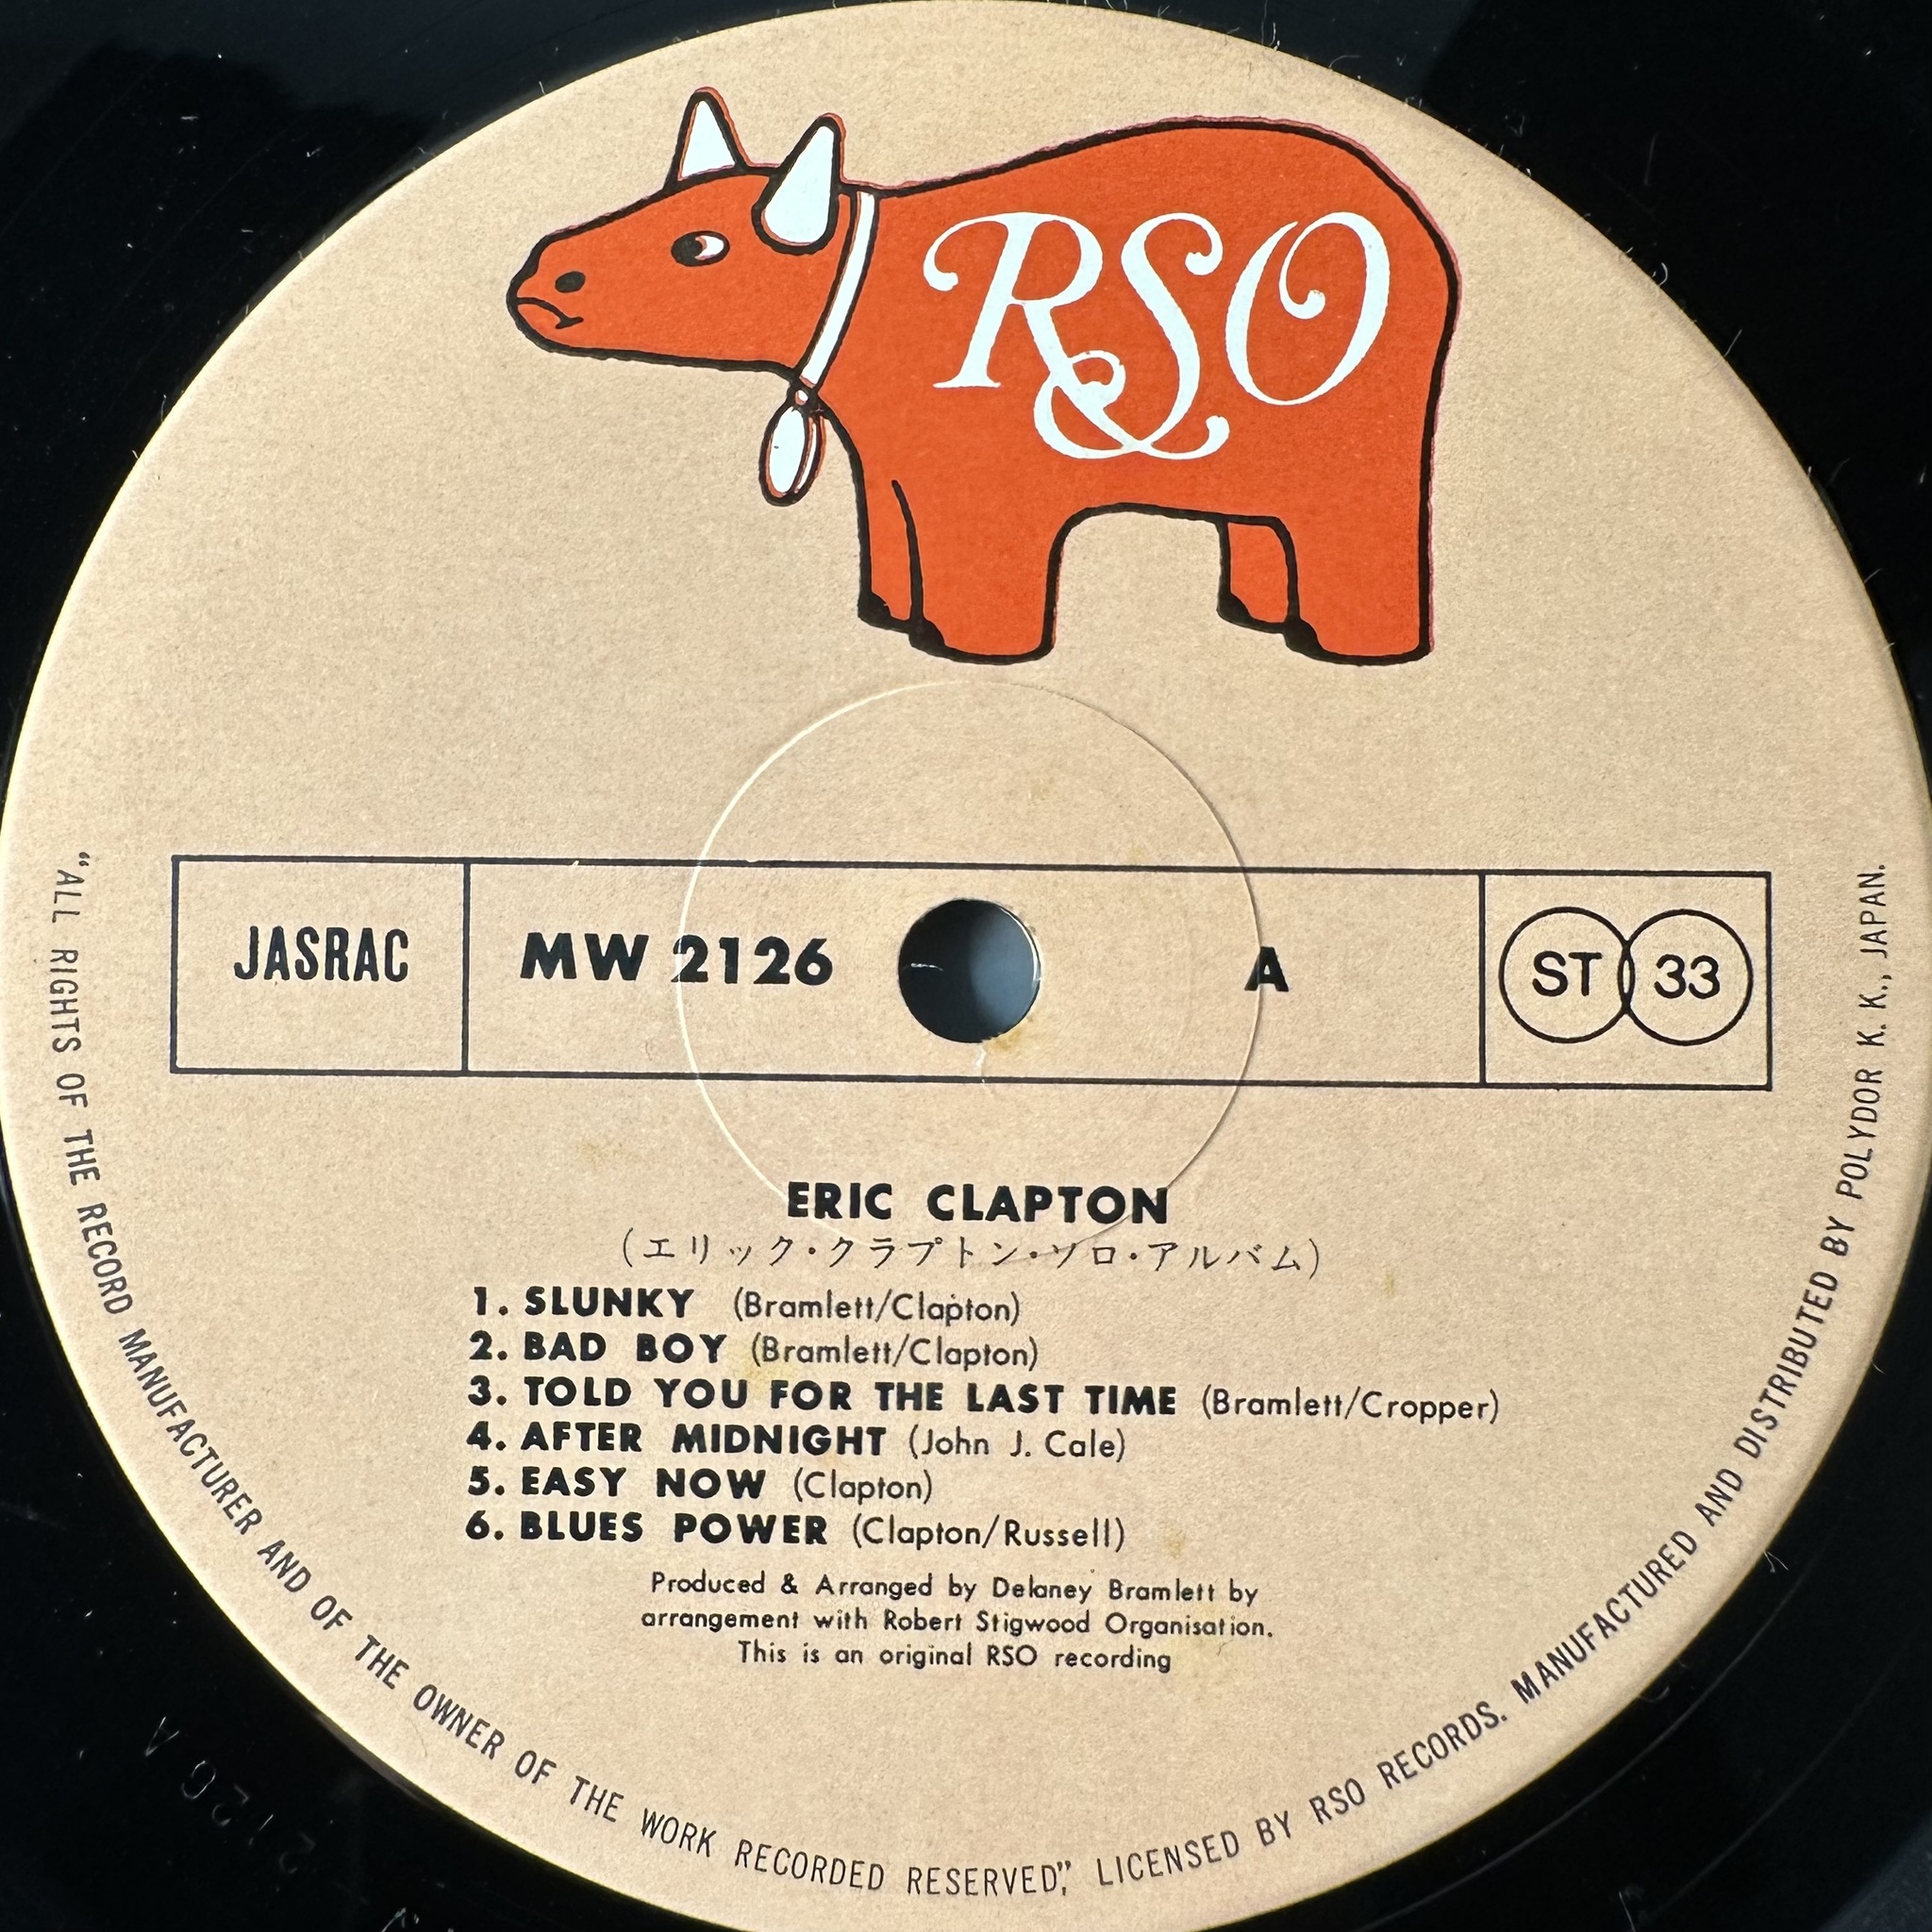 RSO
JASRAC
MW 2126
A
ST 33
ERIC CLAPTON
(エリック・クラプトン・ソロ・アルバム)
1. SLUNKY (Bramlett/Clapton)
2. BAD BOY (Bramlett/Clapton)
3. TOLD YOU FOR THE LAST TIME (Bramlett/Cropper)
4. AFTER MIDNIGHT (John J. Cale)
5. EASY NOW (Clapton)
6. BLUES POWER (Clapton/Russell)
Produced & Arranged by Delaney Bramlett by
arrangement with Robert Stigwood Organisation.
This is an original RSO recording
"ALL RIGHTS OF THE RECORD MANUFACTURER AND OF THE OWNER OF THE WORK RECORDED RESERVED," LICENSED BY RSO RECORDS. MANUFACTURED AND DISTRIBUTED BY POLYDOR K. K., JAPAN.